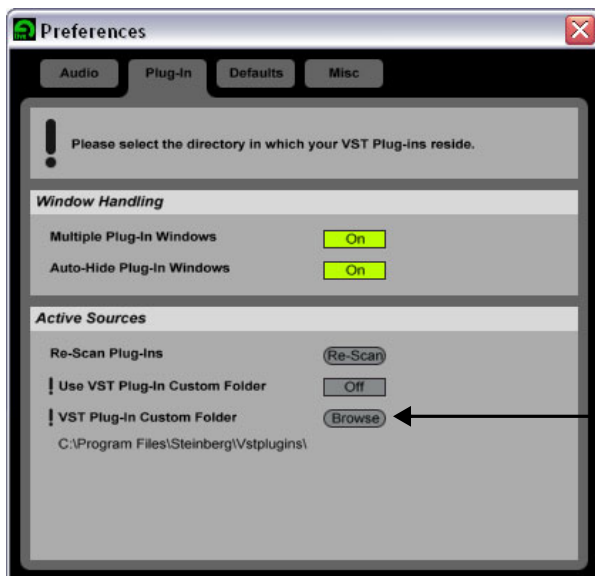 Preferences
Audio Plug-In Defaults Misc
! Please select the directory in which your VST Plug-ins reside.
Window Handling
Multiple Plug-In Windows On
Auto-Hide Plug-In Windows On
Active Sources
Re-Scan Plug-Ins Re-Scan
! Use VST Plug-In Custom Folder Off
! VST Plug-In Custom Folder Browse
C:\Program Files\Steinberg\Vstplugins\